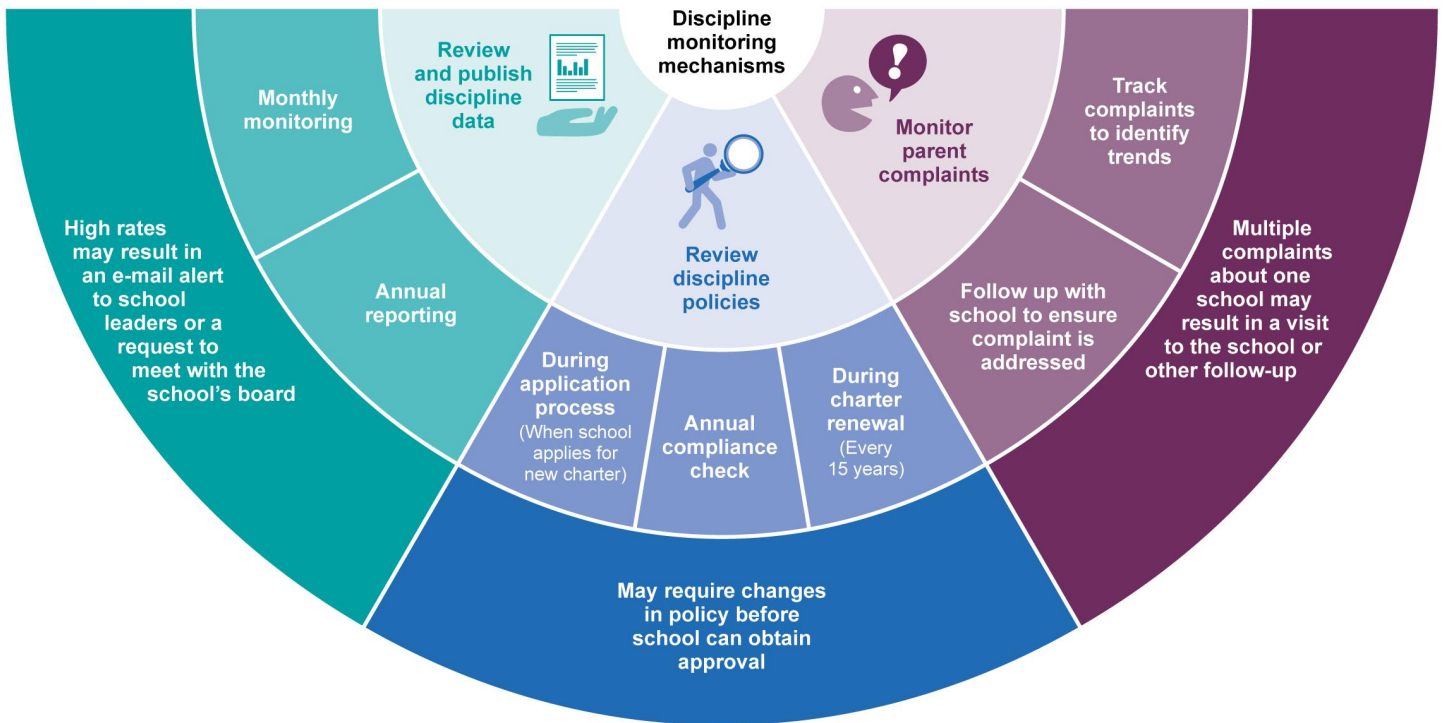 Discipline
monitoring
mechanisms
Review
and publish
discipline
data
Monthly
monitoring
Annual
reporting
High rates
may result in
an e-mail alert
to school
leaders or a
request to
meet with the
school's board
Review
discipline
policies
During
application
process
(When school
applies for
new charter)
Annual
compliance
check
During
charter
renewal
(Every
15 years)
May require changes
in policy before
school can obtain
approval
!
Monitor
parent
complaints
Track
complaints
to identify
trends
Follow up with
school to ensure
complaint is
addressed
Multiple
complaints
about one
school may
result in a visit
to the school or
other follow-up